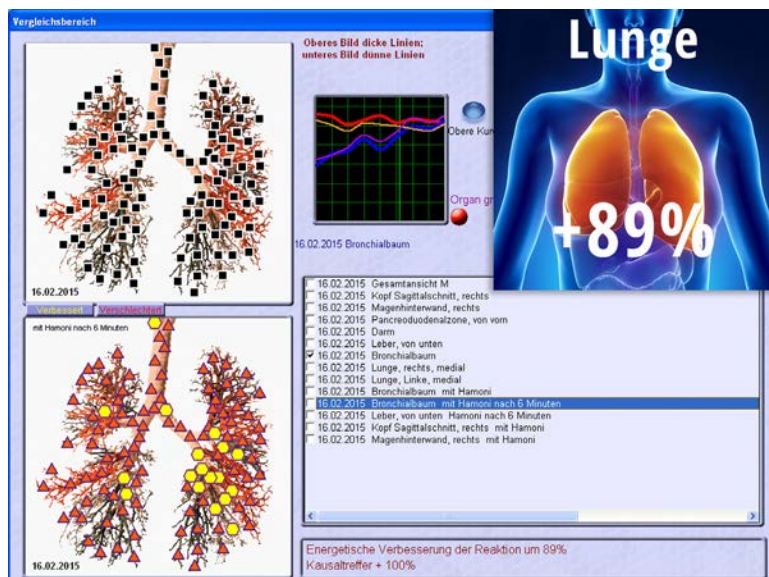 Vergleichsbereich
Oberes Bild dicke Linien;
unteres Bild dünne Linien
Lunge
+89%
Obere Kur
Organ gr
16.02.2015
16.02.2015 Bronchialbaum
Verbessert Verschlechtert
mit Hamoni nach 6 Minuten
16.02.2015
16.02.2015 Gesamtansicht M
16.02.2015 Kopf Sagittalschnitt, rechts
16.02.2015 Magenhinterwand, rechts
16.02.2015 Pancreoduodenalzone, von vorn
16.02.2015 Darm
16.02.2015 Leber, von unten
16.02.2015 Bronchialbaum
16.02.2015 Lunge, rechts, medial
16.02.2015 Lunge, Linke, medial
16.02.2015 Bronchialbaum mit Hamoni
16.02.2015 Bronchialbaum mit Hamoni nach 6 Minuten
16.02.2015 Leber, von unten Hamoni nach 6 Minuten
16.02.2015 Kopf Sagittalschnitt, rechts mit Hamoni
16.02.2015 Magenhinterwand, rechts mit Hamoni
Energetische Verbesserung der Reaktion um 89%
Kausaltreffer + 100%